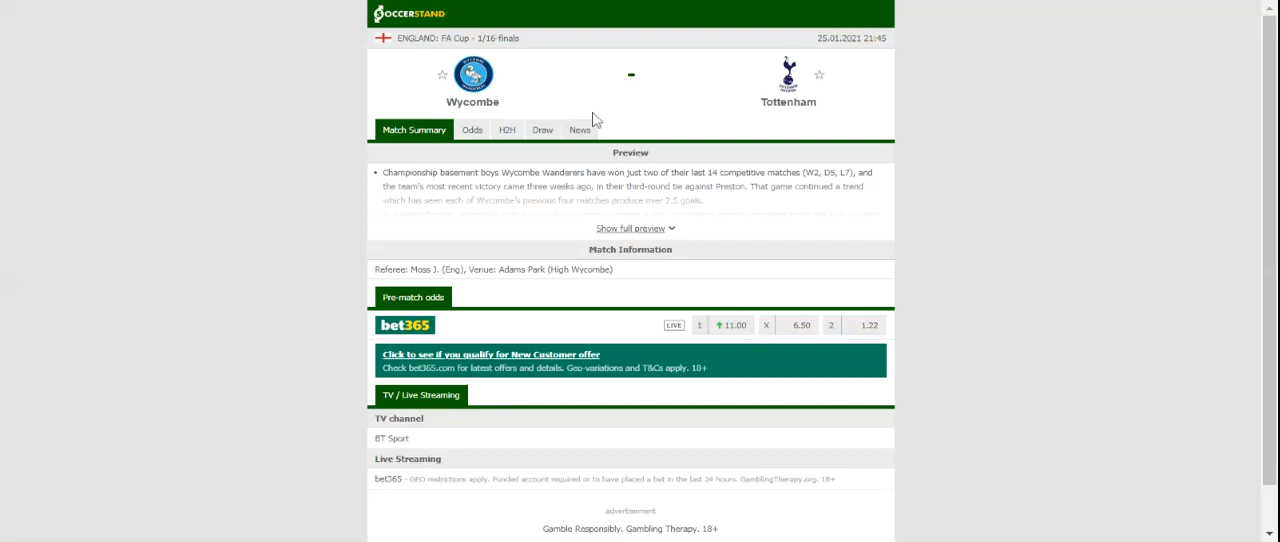 SOCCERSTAND
ENGLAND: FA Cup - 1/16-finals 25.01.2021 21:45
-
Wycombe Tottenham
Match Summary Odds H2H Draw News
Preview
Championship basement boys Wycombe Wanderers have won just two of their last 14 competitive matches (W2, D5, L7), and
the team's most recent victory came three weeks ago, in their third-round tie against Preston. That game continued a trend
which has seen each of Wycombe's previous four matches produce over 2.5 goals.
Show full preview
Match Information
Referee: Moss J. (Eng), Venue: Adams Park (High Wycombe)
Pre-match odds
bet365 LIVE 1 11.00 X 6.50 2 1.22
Click to see if you qualify for New Customer offer
Check bet365.com for latest offers and details. Geo-variations and T&Cs apply. 18+
TV / Live Streaming
TV channel
BT Sport
Live Streaming
bet365 - GEO restrictions apply. Funded account required or to have placed a bet in the last 24 hours. GamblingTherapy.org. 18+
advertisement
Gamble Responsibly. Gambling Therapy. 18+